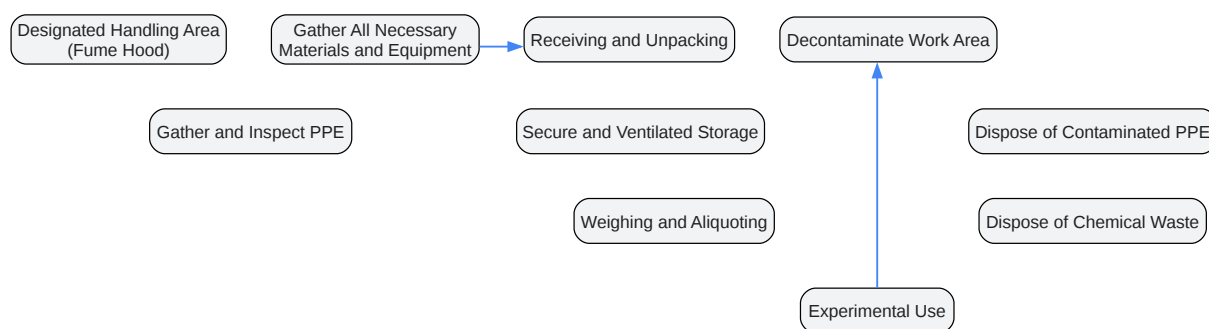 Designated Handling Area
(Fume Hood)
Gather All Necessary
Materials and Equipment
Receiving and Unpacking
Decontaminate Work Area
Gather and Inspect PPE
Secure and Ventilated Storage
Dispose of Contaminated PPE
Weighing and Aliquoting
Dispose of Chemical Waste
Experimental Use